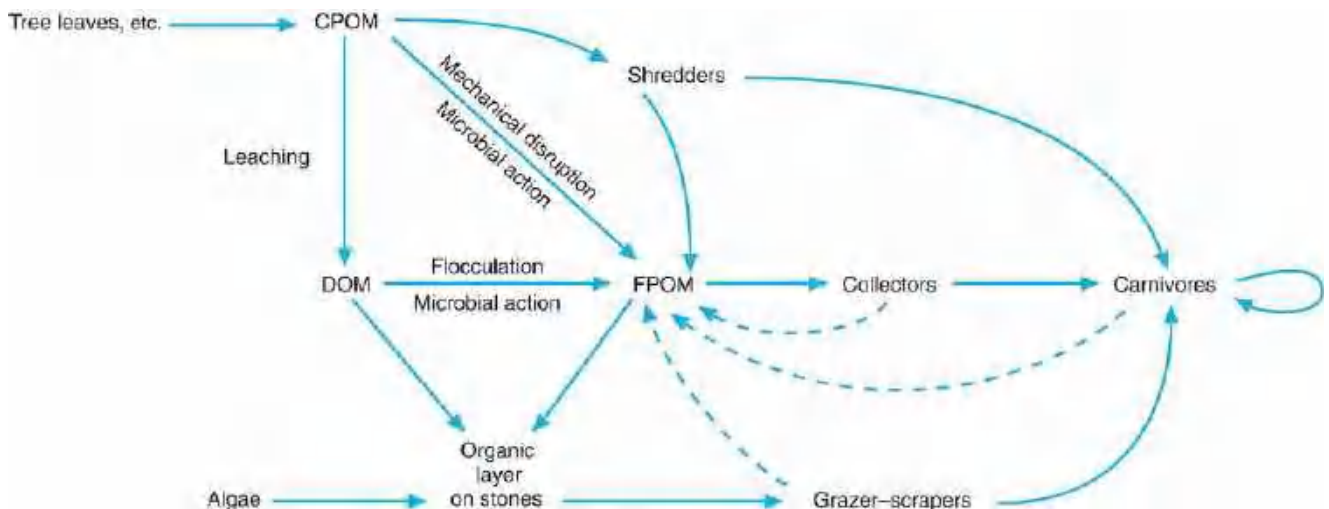 Tree leaves, etc.
CPOM
Shredders
Mechanical disruption
Microbial action
Leaching
DOM
Flocculation
Microbial action
FPOM
Collectors
Carnivores
Organic
layer
on stones
Algae
Grazer–scrapers